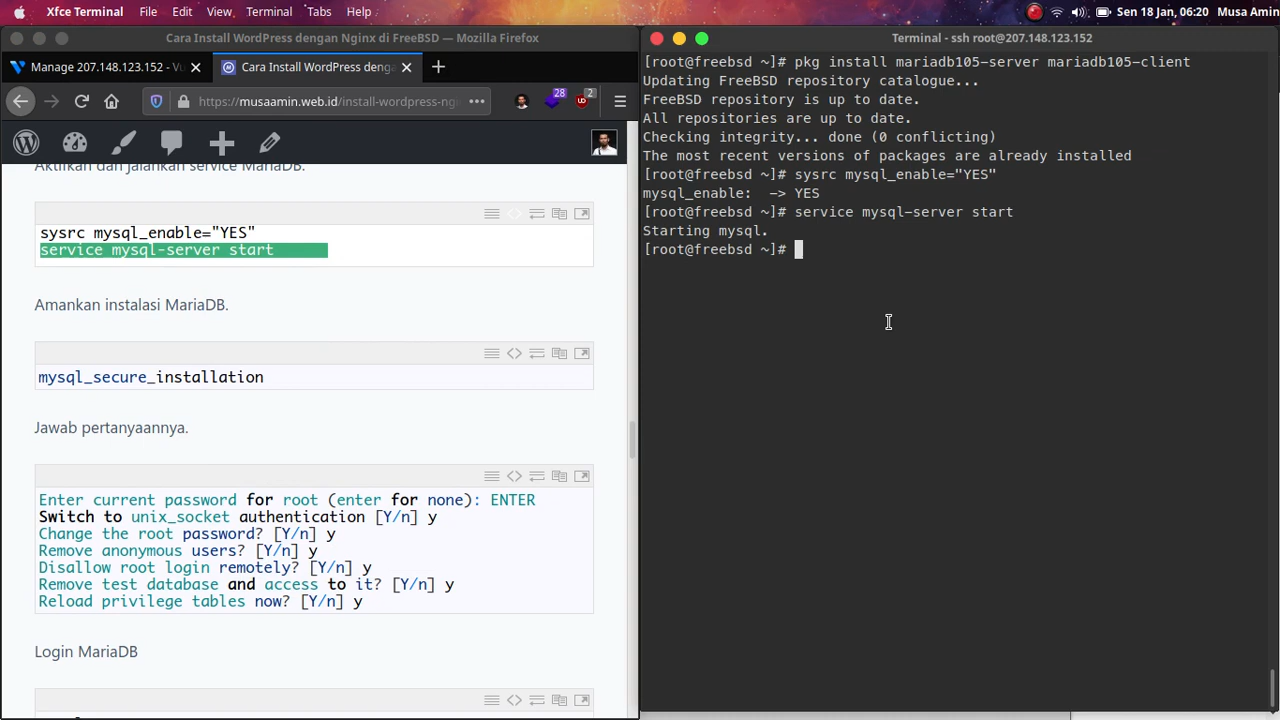 Xfce Terminal File Edit View Terminal Tabs Help Sen 18 Jan, 06:20 Musa Amin
Cara Install WordPress dengan Nginx di FreeBSD — Mozilla Firefox
Manage 207.148.123.152 - Vu Cara Install WordPress denga
https://musaamin.web.id/install-wordpress-ng 28 2
Aktifkan dan jalankan service MariaDB.
sysrc mysql_enable="YES"
service mysql-server start
Amankan instalasi MariaDB.
mysql_secure_installation
Jawab pertanyaannya.
Enter current password for root (enter for none): ENTER
Switch to unix_socket authentication [Y/n] y
Change the root password? [Y/n] y
Remove anonymous users? [Y/n] y
Disallow root login remotely? [Y/n] y
Remove test database and access to it? [Y/n] y
Reload privilege tables now? [Y/n] y
Login MariaDB
Terminal - ssh root@207.148.123.152
[root@freebsd ~]# pkg install mariadb105-server mariadb105-client
Updating FreeBSD repository catalogue...
FreeBSD repository is up to date.
All repositories are up to date.
Checking integrity... done (0 conflicting)
The most recent versions of packages are already installed
[root@freebsd ~]# sysrc mysql_enable="YES"
mysql_enable:  -> YES
[root@freebsd ~]# service mysql-server start
Starting mysql.
[root@freebsd ~]#